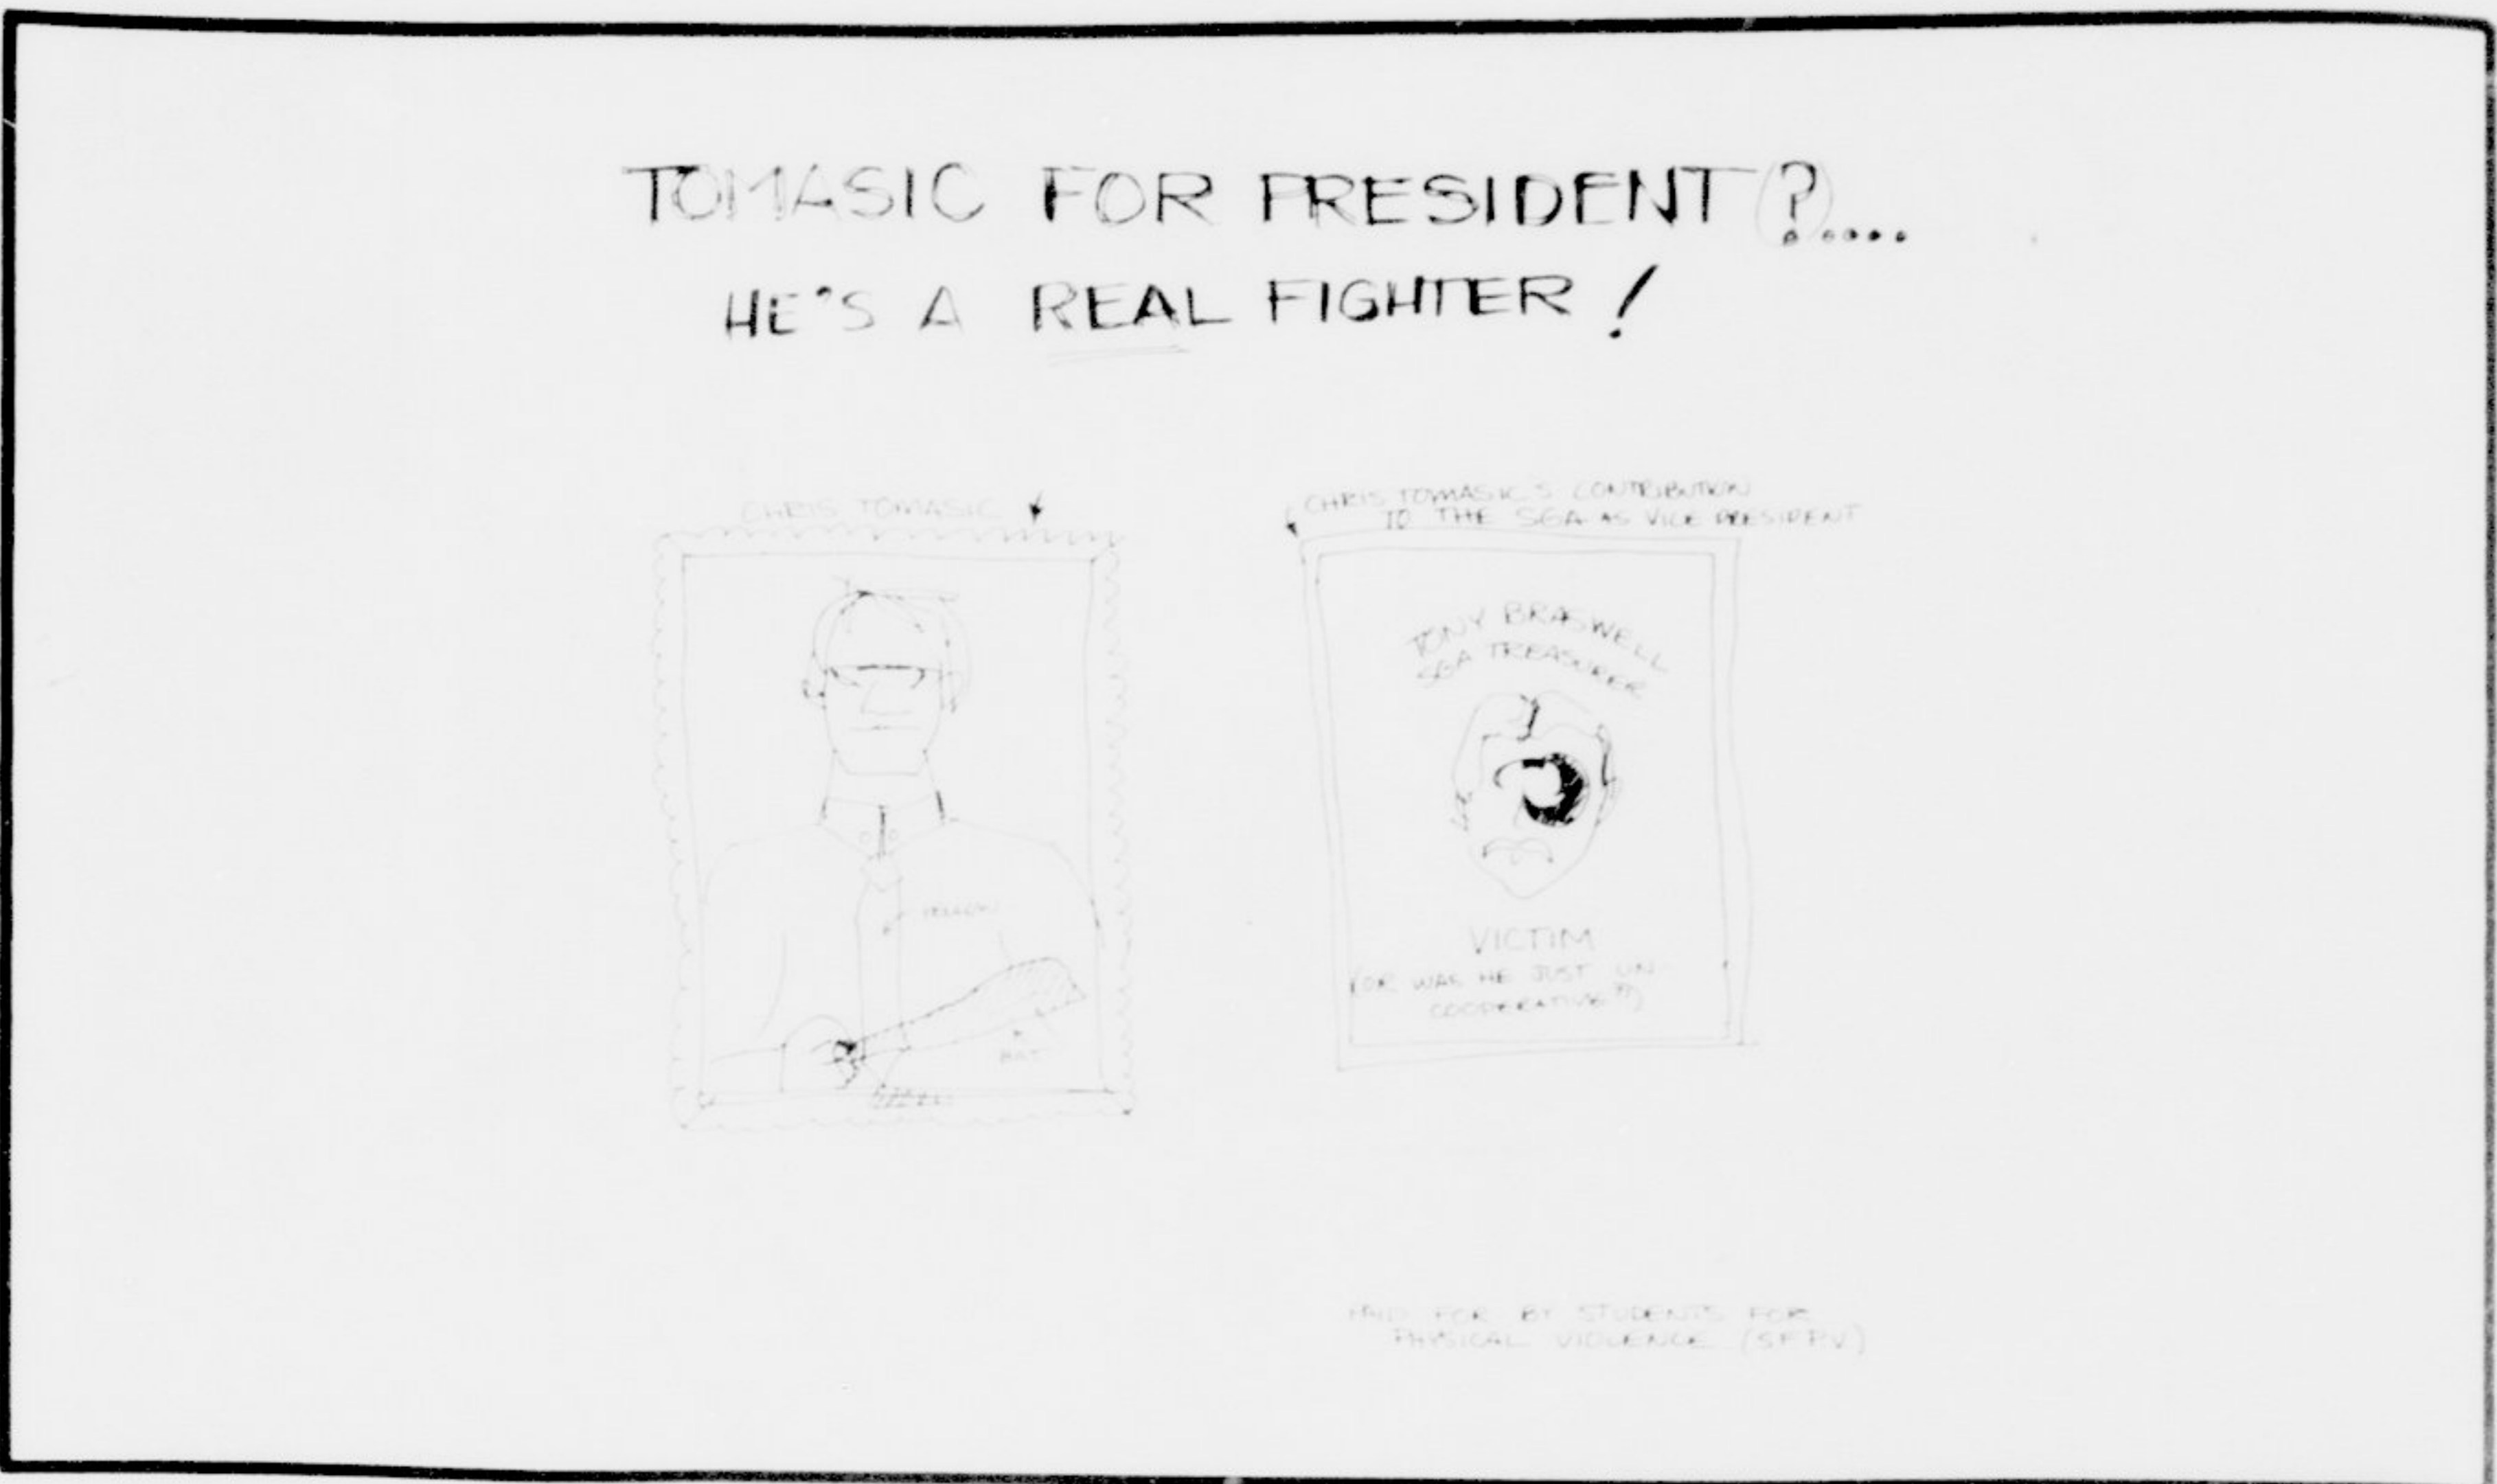 TOMASIC FOR PRESIDENT?....
HE'S A REAL FIGHTER!
CHRIS TOMASIC
CHRIS TOMASIC'S CONTRIBUTION
TO THE SGA AS VICE PRESIDENT
TONY BRASWELL
SGA TREASURER
YELLOW
BAT
VICTIM
(OR WAS HE JUST UN-
COOPERATIVE??)
PAID FOR BY STUDENTS FOR
PHYSICAL VIOLENCE (SFPV)